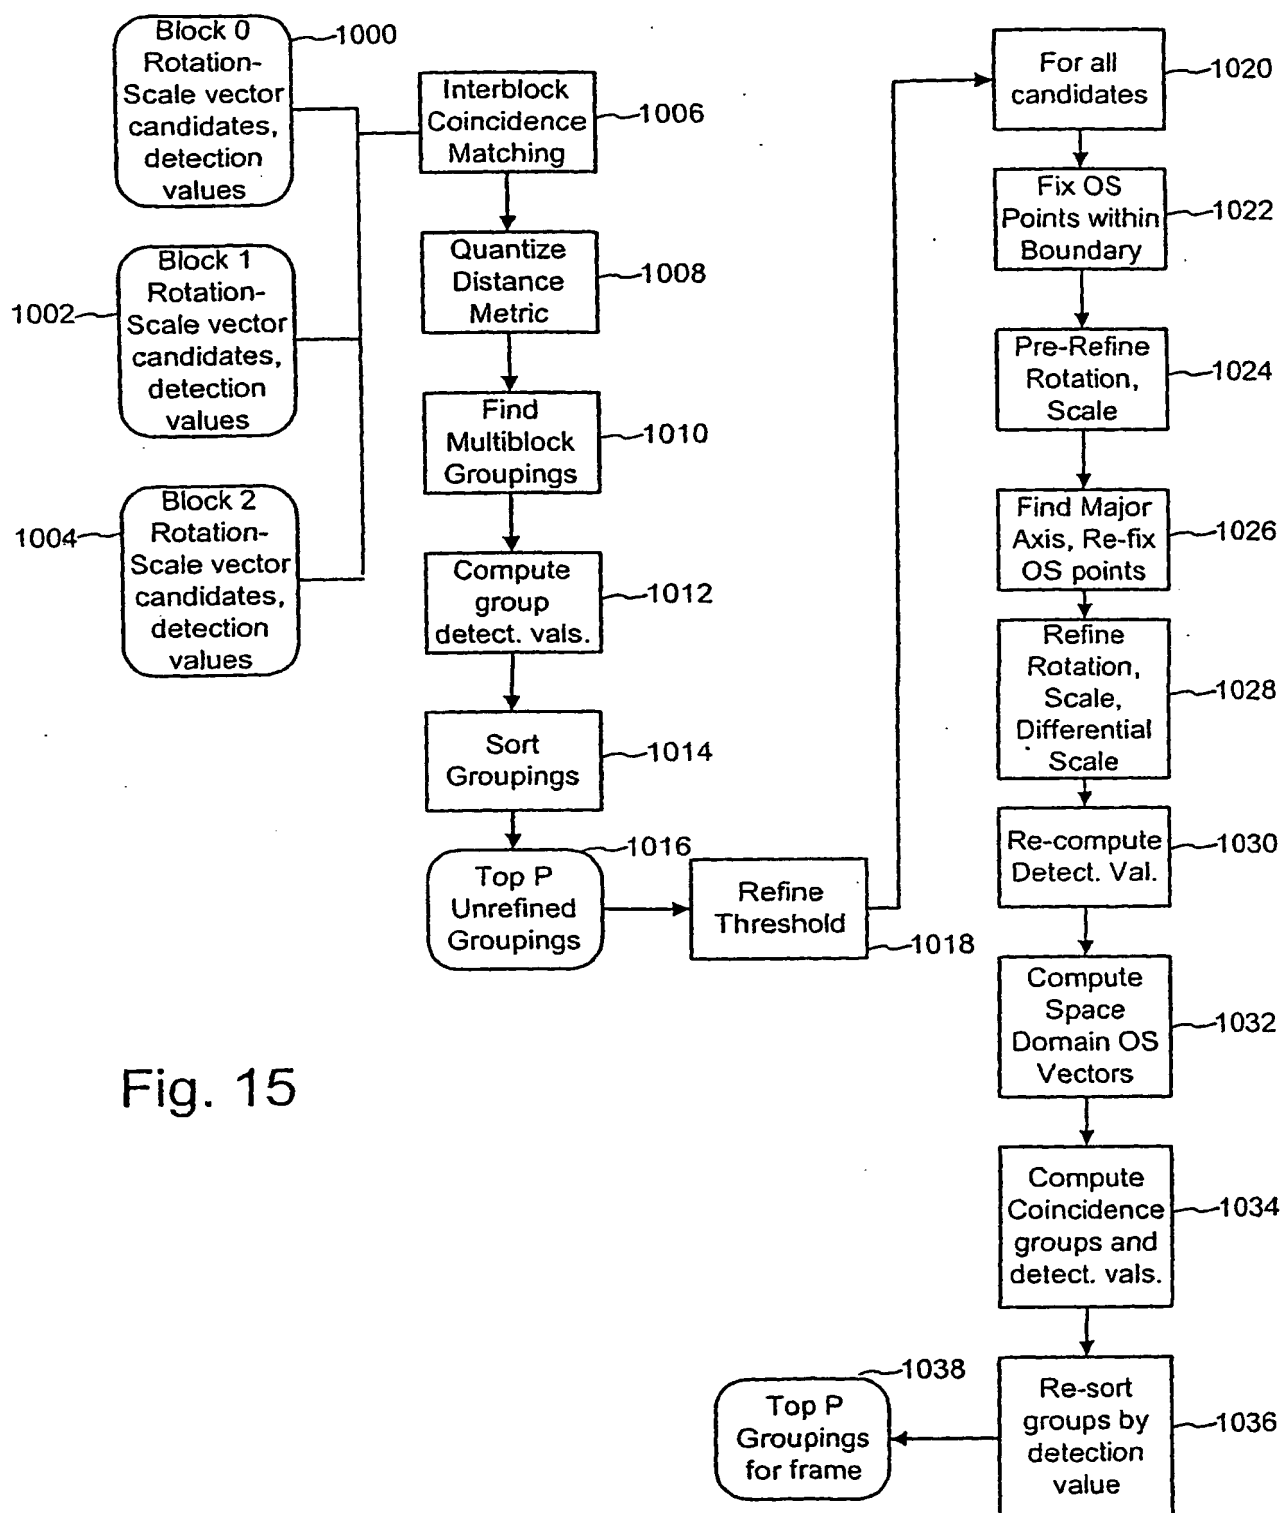 Block 0
Rotation-
Scale vector
candidates,
detection
values
1000
Block 1
Rotation-
Scale vector
candidates,
detection
values
1002
Block 2
Rotation-
Scale vector
candidates,
detection
values
1004
Interblock
Coincidence
Matching
1006
Quantize
Distance
Metric
1008
Find
Multiblock
Groupings
1010
Compute
group
detect. vals.
1012
Sort
Groupings
1014
Top P
Unrefined
Groupings
1016
Refine
Threshold
1018
For all
candidates
1020
Fix OS
Points within
Boundary
1022
Pre-Refine
Rotation,
Scale
1024
Find Major
Axis, Re-fix
OS points
1026
Refine
Rotation,
Scale,
Differential
Scale
1028
Re-compute
Detect. Val.
1030
Compute
Space
Domain OS
Vectors
1032
Compute
Coincidence
groups and
detect. vals.
1034
Re-sort
groups by
detection
value
1036
Top P
Groupings
for frame
1038
Fig. 15